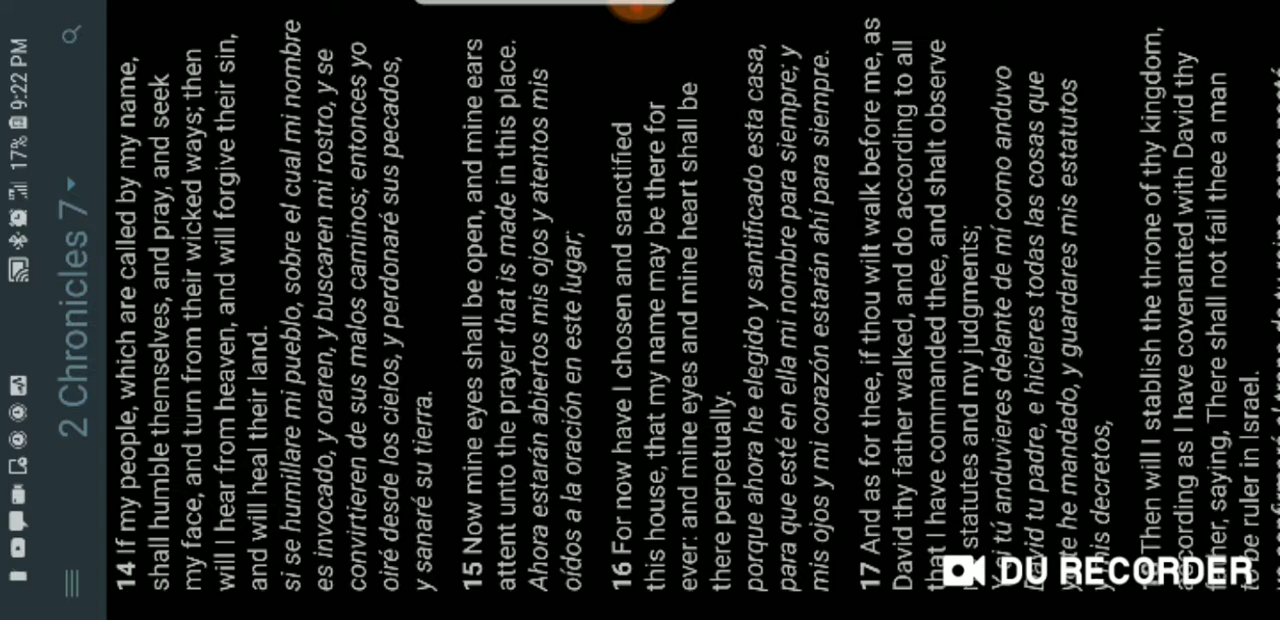 17% 9:22 PM
2 Chronicles 7
14 If my people, which are called by my name,
shall humble themselves, and pray, and seek
my face, and turn from their wicked ways; then
will I hear from heaven, and will forgive their sin,
and will heal their land.
si se humillare mi pueblo, sobre el cual mi nombre
es invocado, y oraren, y buscaren mi rostro, y se
convirtieren de sus malos caminos; entonces yo
oiré desde los cielos, y perdonaré sus pecados,
y sanaré su tierra.
15 Now mine eyes shall be open, and mine ears
attent unto the prayer that is made in this place.
Ahora estarán abiertos mis ojos y atentos mis
oídos a la oración en este lugar;
16 For now have I chosen and sanctified
this house, that my name may be there for
ever: and mine eyes and mine heart shall be
there perpetually.
porque ahora he elegido y santificado esta casa,
para que esté en ella mi nombre para siempre; y
mis ojos y mi corazón estarán ahí para siempre.
17 And as for thee, if thou wilt walk before me, as
David thy father walked, and do according to all
that I have commanded thee, and shalt observe
statutes and my judgments;
si tú anduvieres delante de mí como anduvo
David tu padre, e hicieres todas las cosas que
he mandado, y guardares mis estatutos
y mis decretos,
Then will I stablish the throne of thy kingdom,
according as I have covenanted with David thy
father, saying, There shall not fail thee a man
to be ruler in Israel.
DU RECORDER